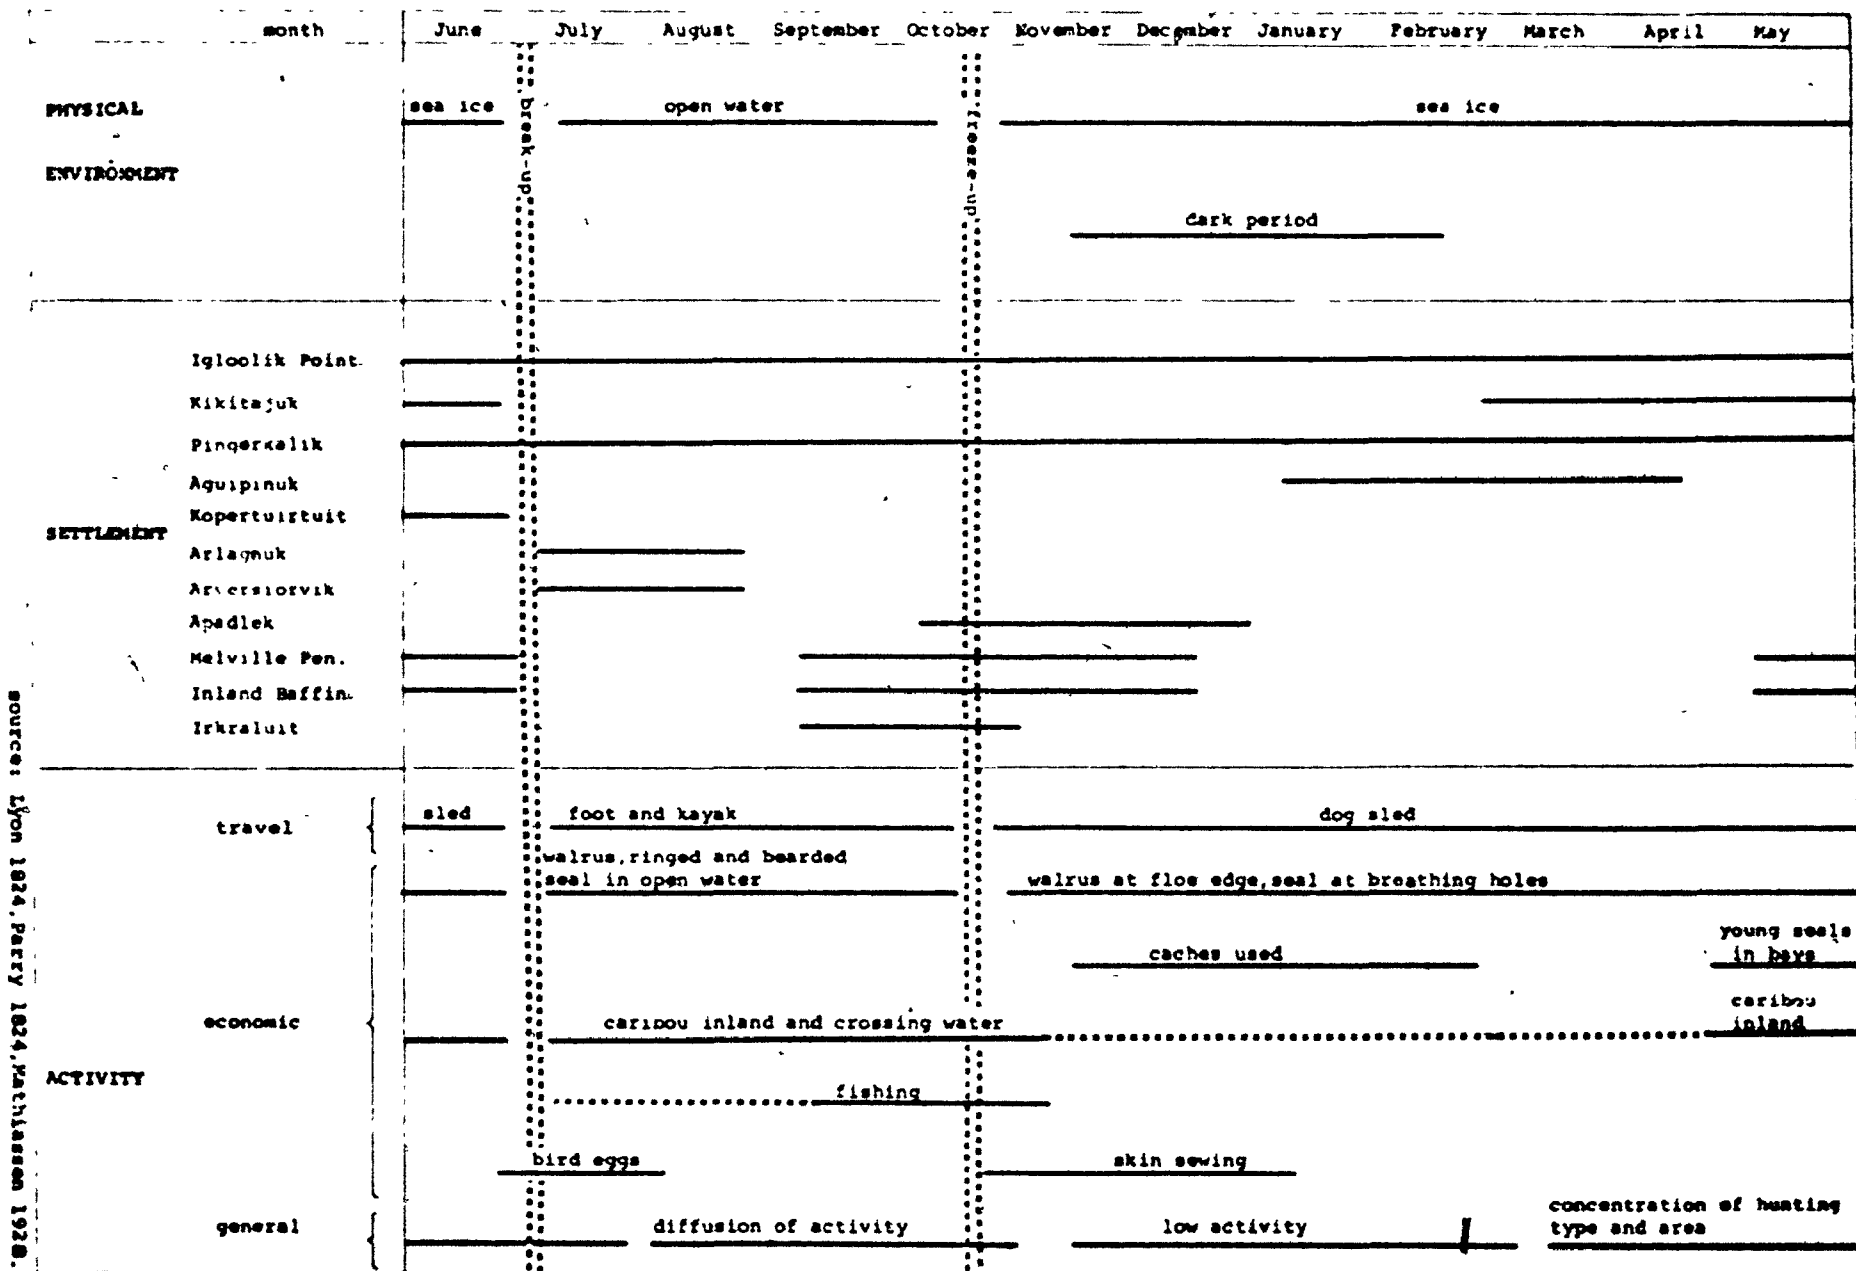 month June July August September October November December January February March April May
PHYSICAL
ENVIRONMENT
sea ice
break-up
open water
freeze-up
sea ice
dark period
SETTLEMENT
Igloolik Point
Kikitajuk
Pingerkalik
Aguipinuk
Kopertuirtuit
Arlagnuk
Arversiorvik
Apadlek
Melville Pen.
Inland Baffin
Irkraluit
ACTIVITY
travel
sled
foot and kayak
dog sled
economic
walrus,ringed and bearded
seal in open water
walrus at floe edge,seal at breathing holes
caches used
young seals
in bays
caribou inland and crossing water
caribou
inland
fishing
bird eggs
skin sewing
general
diffusion of activity
low activity
concentration of hunting
type and area
source: Lyon 1824,Parry 1824,Mathiassen 1928.